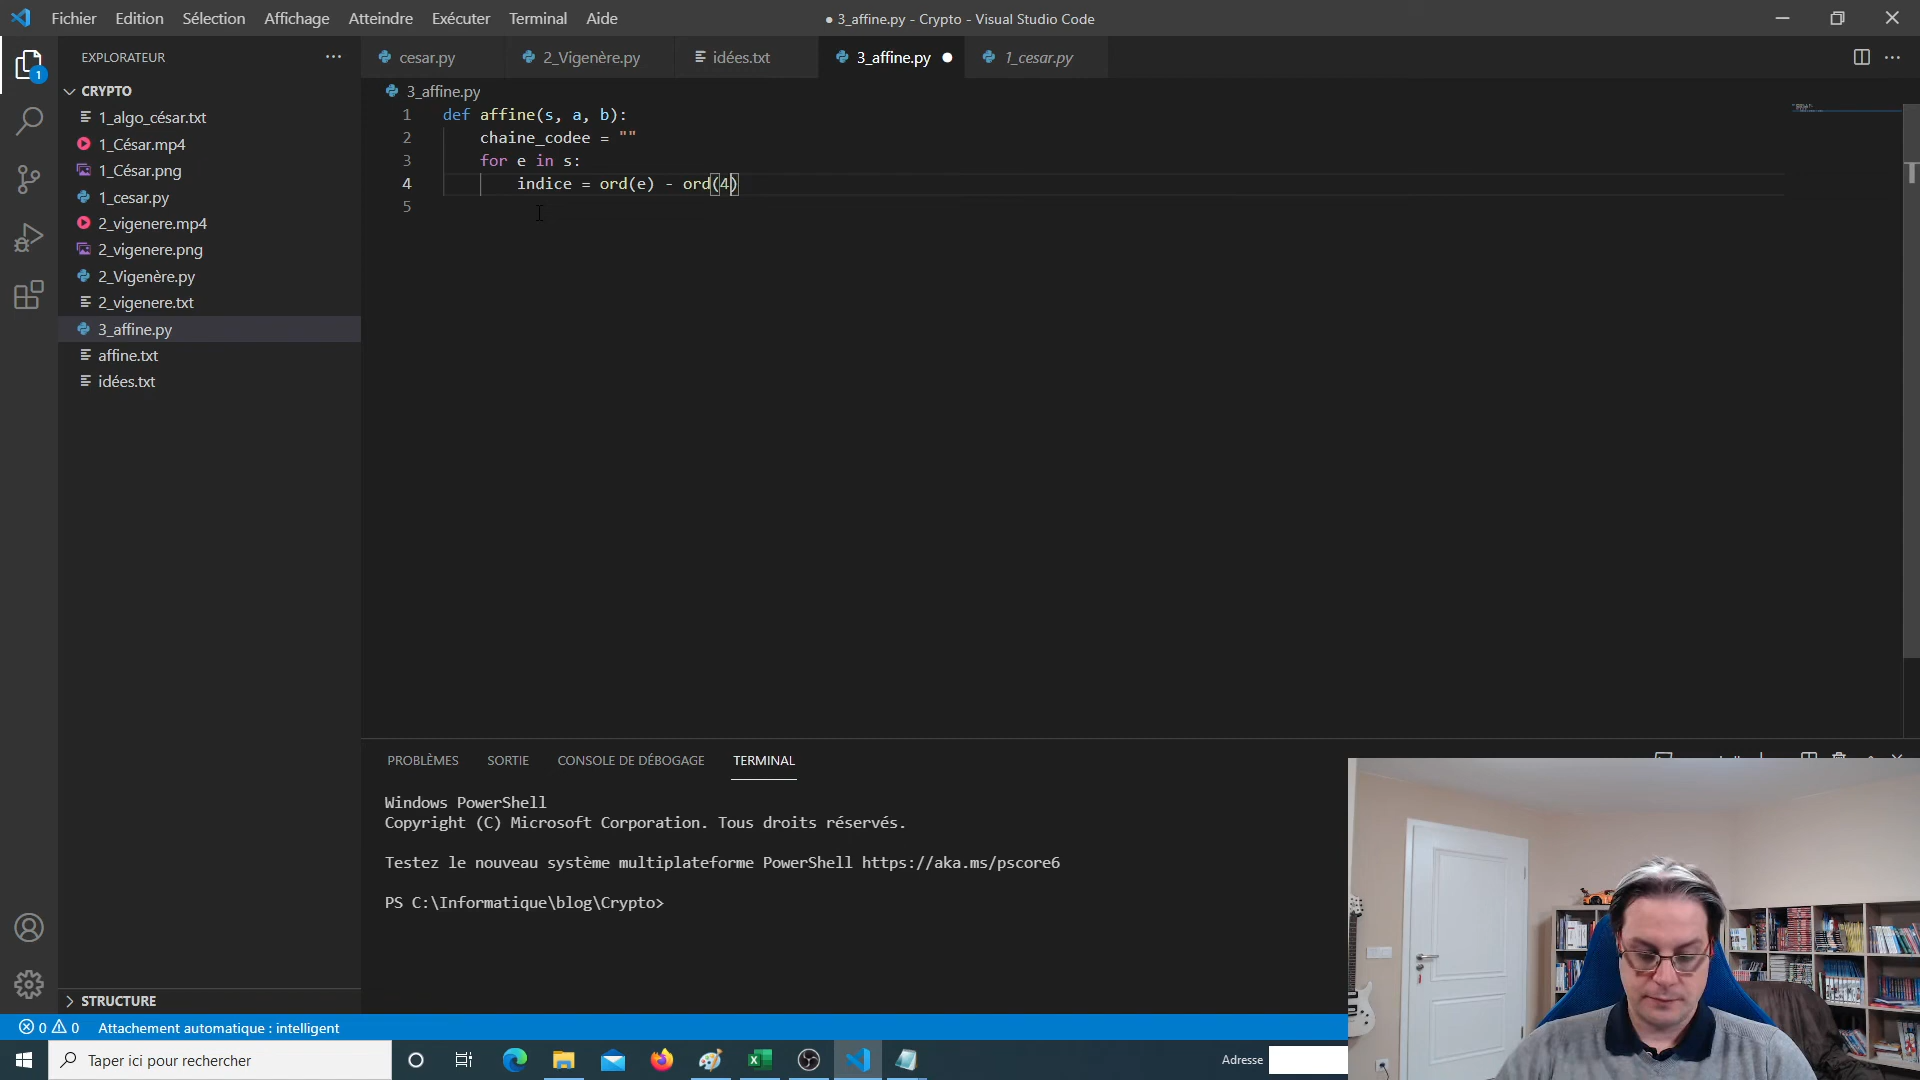 Fichier Edition Sélection Affichage Atteindre Exécuter Terminal Aide
● 3_affine.py - Crypto - Visual Studio Code
EXPLORATEUR
cesar.py
2_Vigenère.py
idées.txt
3_affine.py
1_cesar.py
1
CRYPTO
1_algo_césar.txt
1_César.mp4
1_César.png
1_cesar.py
2_vigenere.mp4
2_vigenere.png
2_Vigenère.py
2_vigenere.txt
3_affine.py
affine.txt
idées.txt
STRUCTURE
3_affine.py
1 def affine(s, a, b):
2 chaine_codee = ""
3 for e in s:
4 indice = ord(e) - ord(4)
5
PROBLÈMES SORTIE CONSOLE DE DÉBOGAGE TERMINAL
Windows PowerShell
Copyright (C) Microsoft Corporation. Tous droits réservés.
Testez le nouveau système multiplateforme PowerShell https://aka.ms/pscore6
PS C:\Informatique\blog\Crypto>
0 0 Attachement automatique : intelligent
Taper ici pour rechercher
Adresse